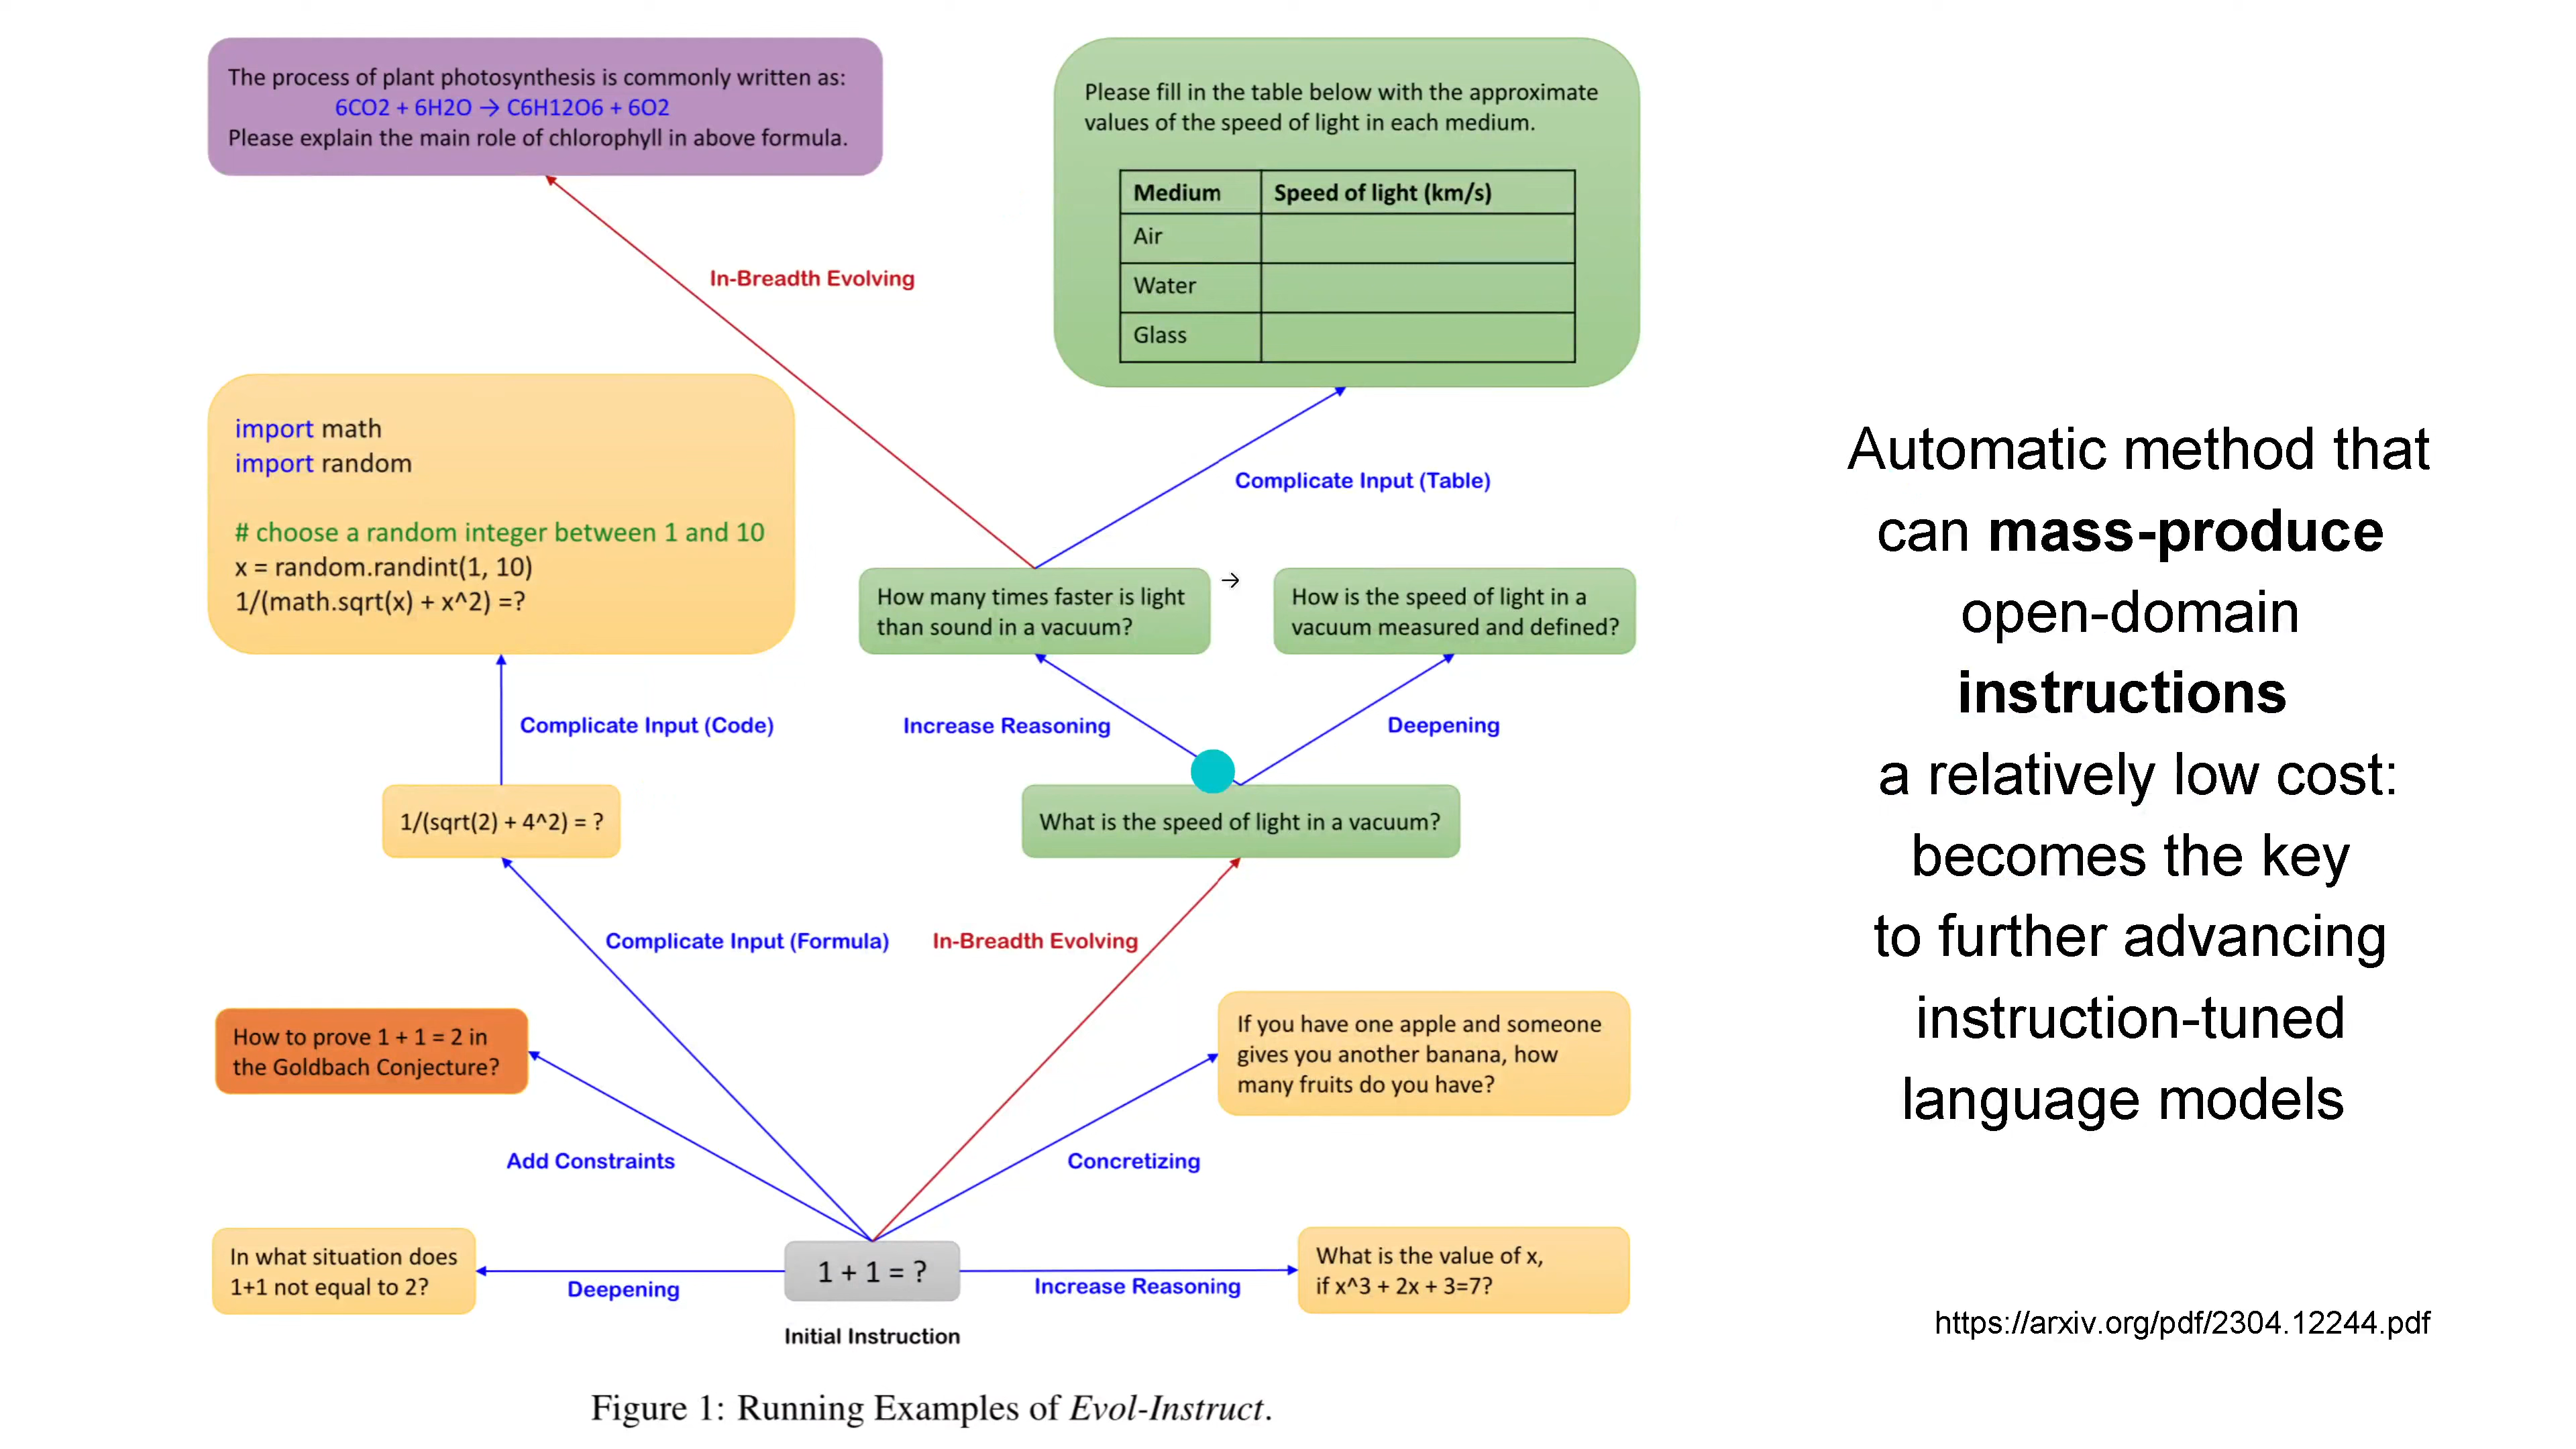 The process of plant photosynthesis is commonly written as:
6CO2 + 6H2O → C6H12O6 + 6O2
Please explain the main role of chlorophyll in above formula.
Please fill in the table below with the approximate
values of the speed of light in each medium.
Medium Speed of light (km/s)
Air
Water
Glass
In-Breadth Evolving
Complicate Input (Table)
import math
import random
# choose a random integer between 1 and 10
x = random.randint(1, 10)
1/(math.sqrt(x) + x^2) =?
How many times faster is light
than sound in a vacuum?
→
How is the speed of light in a
vacuum measured and defined?
Complicate Input (Code)
Increase Reasoning
Deepening
1/(sqrt(2) + 4^2) = ?
What is the speed of light in a vacuum?
Complicate Input (Formula)
In-Breadth Evolving
How to prove 1 + 1 = 2 in
the Goldbach Conjecture?
If you have one apple and someone
gives you another banana, how
many fruits do you have?
Add Constraints
Concretizing
In what situation does
1+1 not equal to 2?
Deepening
1 + 1 = ?
Increase Reasoning
What is the value of x,
if x^3 + 2x + 3=7?
Initial Instruction
Figure 1: Running Examples of Evol-Instruct.
Automatic method that
can mass-produce
open-domain
instructions
a relatively low cost:
becomes the key
to further advancing
instruction-tuned
language models
https://arxiv.org/pdf/2304.12244.pdf